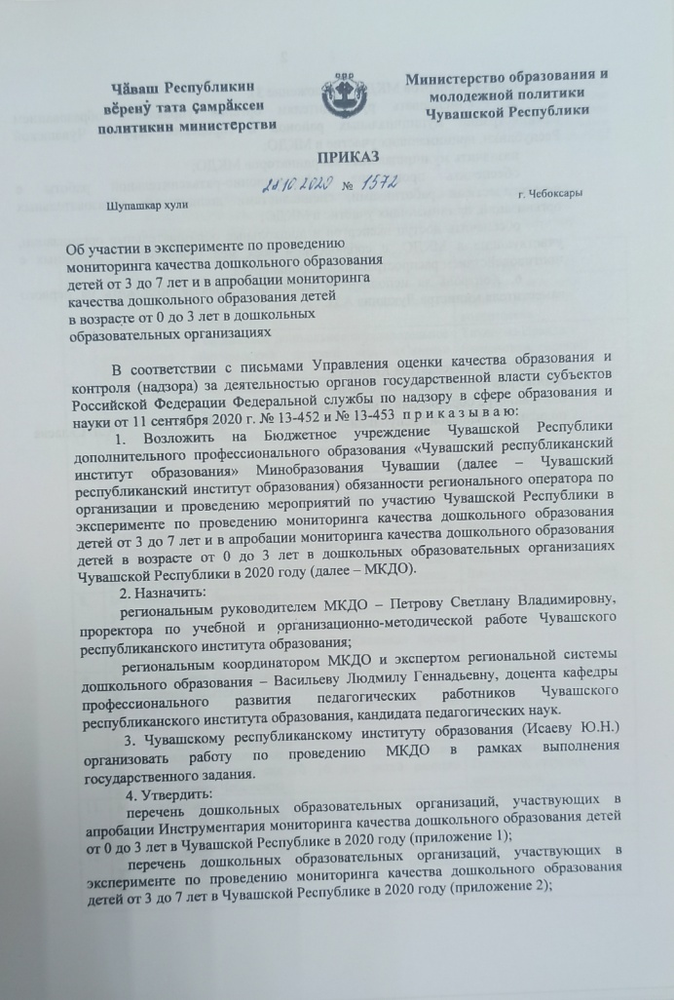 Чӑваш Республикин
вӗренӳ тата ҫамрӑксен
политикин министерстви
Министерство образования и
молодежной политики
Чувашской Республики
ПРИКАЗ
28.10.2020 № 1572
Шупашкар хули
г. Чебоксары
Об участии в эксперименте по проведению
мониторинга качества дошкольного образования
детей от 3 до 7 лет и в апробации мониторинга
качества дошкольного образования детей
в возрасте от 0 до 3 лет в дошкольных
образовательных организациях
В соответствии с письмами Управления оценки качества образования и
контроля (надзора) за деятельностью органов государственной власти субъектов
Российской Федерации Федеральной службы по надзору в сфере образования и
науки от 11 сентября 2020 г. № 13-452 и № 13-453 п р и к а з ы в а ю:
1. Возложить на Бюджетное учреждение Чувашской Республики
дополнительного профессионального образования «Чувашский республиканский
институт образования» Минобразования Чувашии (далее – Чувашский
республиканский институт образования) обязанности регионального оператора по
организации и проведению мероприятий по участию Чувашской Республики в
эксперименте по проведению мониторинга качества дошкольного образования
детей от 3 до 7 лет и в апробации мониторинга качества дошкольного образования
детей в возрасте от 0 до 3 лет в дошкольных образовательных организациях
Чувашской Республики в 2020 году (далее – МКДО).
2. Назначить:
региональным руководителем МКДО – Петрову Светлану Владимировну,
проректора по учебной и организационно-методической работе Чувашского
республиканского института образования;
региональным координатором МКДО и экспертом региональной системы
дошкольного образования – Васильеву Людмилу Геннадьевну, доцента кафедры
профессионального развития педагогических работников Чувашского
республиканского института образования, кандидата педагогических наук.
3. Чувашскому республиканскому институту образования (Исаеву Ю.Н.)
организовать работу по проведению МКДО в рамках выполнения
государственного задания.
4. Утвердить:
перечень дошкольных образовательных организаций, участвующих в
апробации Инструментария мониторинга качества дошкольного образования детей
от 0 до 3 лет в Чувашской Республике в 2020 году (приложение 1);
перечень дошкольных образовательных организаций, участвующих в
эксперименте по проведению мониторинга качества дошкольного образования
детей от 3 до 7 лет в Чувашской Республике в 2020 году (приложение 2);